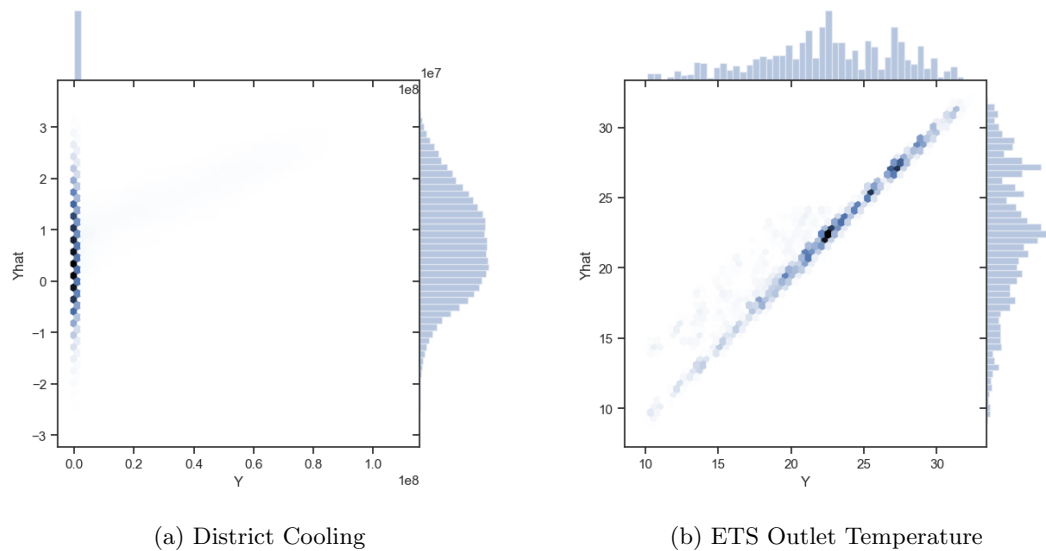 1e7
1e8
3
2
1
0
−1
−2
−3
Yhat
0.0 0.2 0.4 0.6 0.8 1.0
Y
1e8
30
25
20
15
10
Yhat
10 15 20 25 30
Y
(a) District Cooling
(b) ETS Outlet Temperature